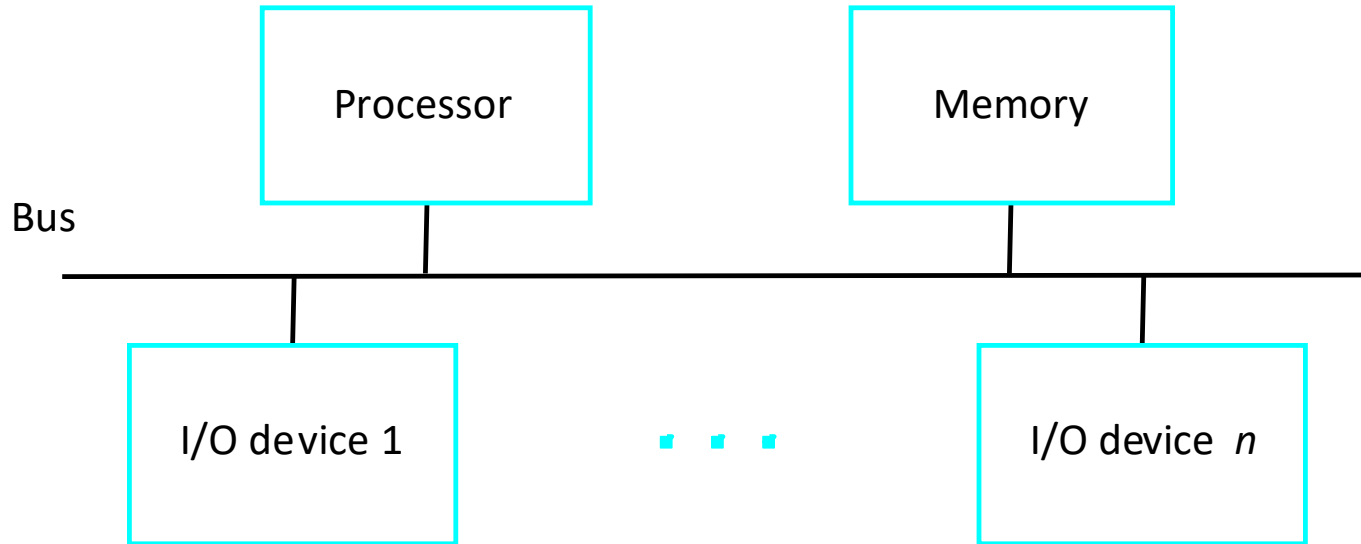 Processor
Memory
Bus
I/O device 1
I/O device n